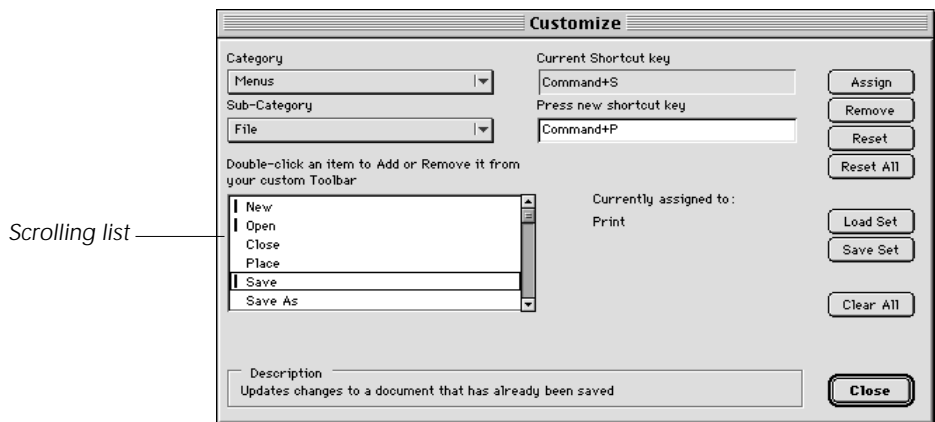 Customize
Category
Menus
Sub-Category
File
Double-click an item to Add or Remove it from
your custom Toolbar
Scrolling list
New
Open
Close
Place
Save
Save As
Current Shortcut key
Command+S
Press new shortcut key
Command+P
Currently assigned to:
Print
Assign
Remove
Reset
Reset All
Load Set
Save Set
Clear All
Description
Updates changes to a document that has already been saved
Close